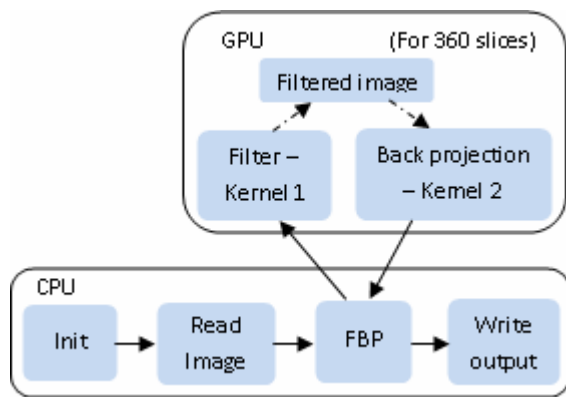 GPU (For 360 slices)
Filtered image
Filter –
Kernel 1
Back projection
– Kernel 2
CPU
Init
Read
Image
FBP
Write
output